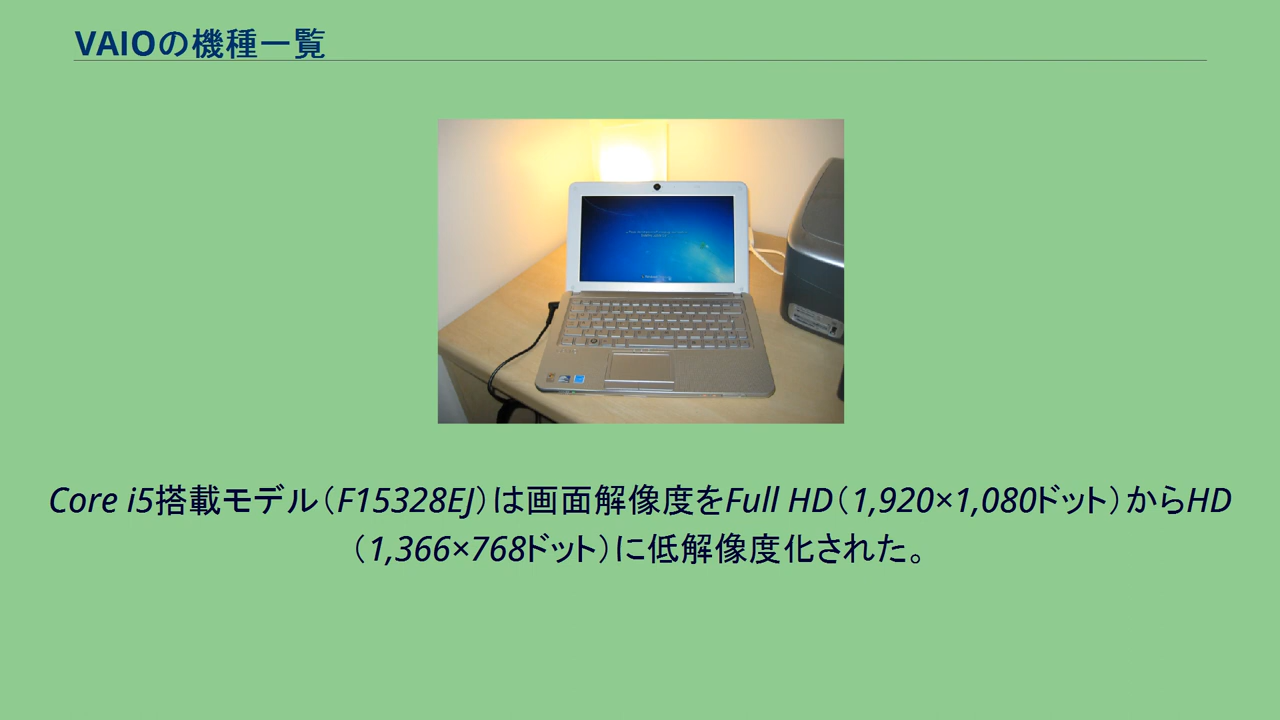 VAIOの機種一覧
Core i5搭載モデル（F15328EJ）は画面解像度をFull HD（1,920×1,080ドット）からHD
（1,366×768ドット）に低解像度化された。